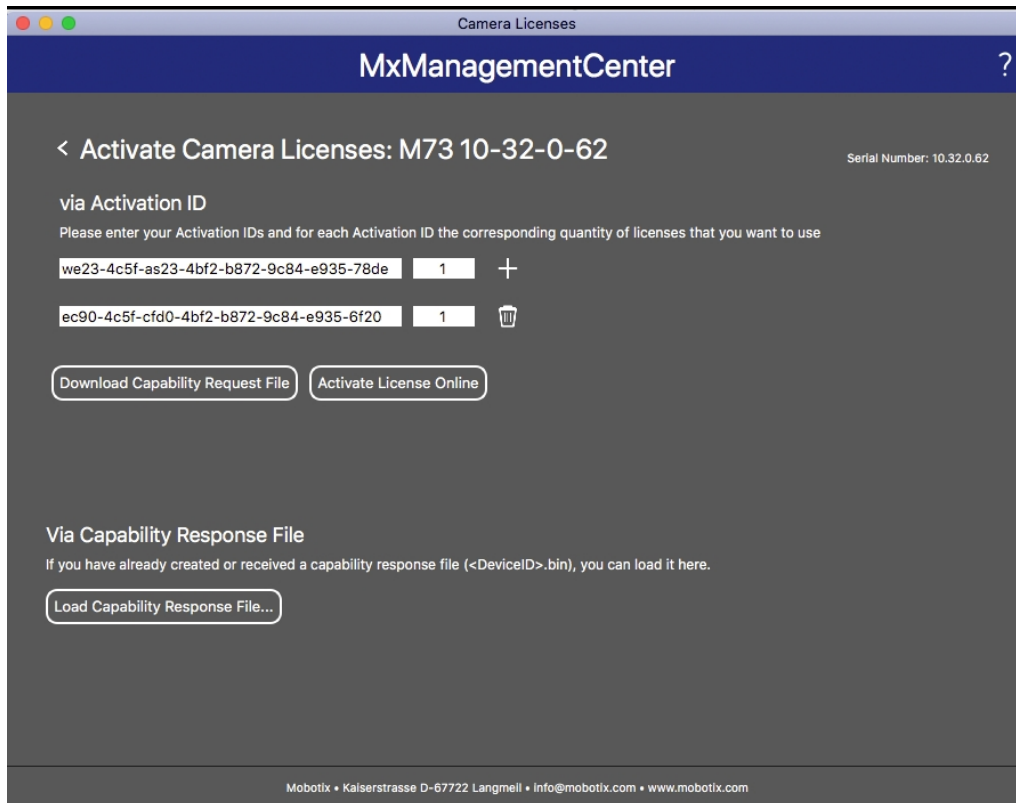 Camera Licenses
MxManagementCenter
?
< Activate Camera Licenses: M73 10-32-0-62
Serial Number: 10.32.0.62
via Activation ID
Please enter your Activation IDs and for each Activation ID the corresponding quantity of licenses that you want to use
we23-4c5f-as23-4bf2-b872-9c84-e935-78de 1 +
ec90-4c5f-cfd0-4bf2-b872-9c84-e935-6f20 1
Download Capability Request File Activate License Online
Via Capability Response File
If you have already created or received a capability response file (<DeviceID>.bin), you can load it here.
Load Capability Response File...
Mobotix • Kaiserstrasse D-67722 Langmeil • info@mobotix.com • www.mobotix.com